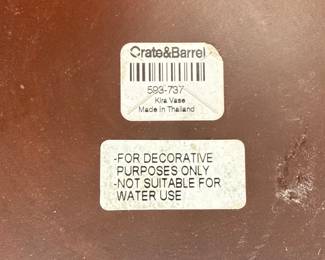 Crate&Barrel
593-737
Kira Vase
Made in Thailand
-FOR DECORATIVE
PURPOSES ONLY
-NOT SUITABLE FOR
WATER USE